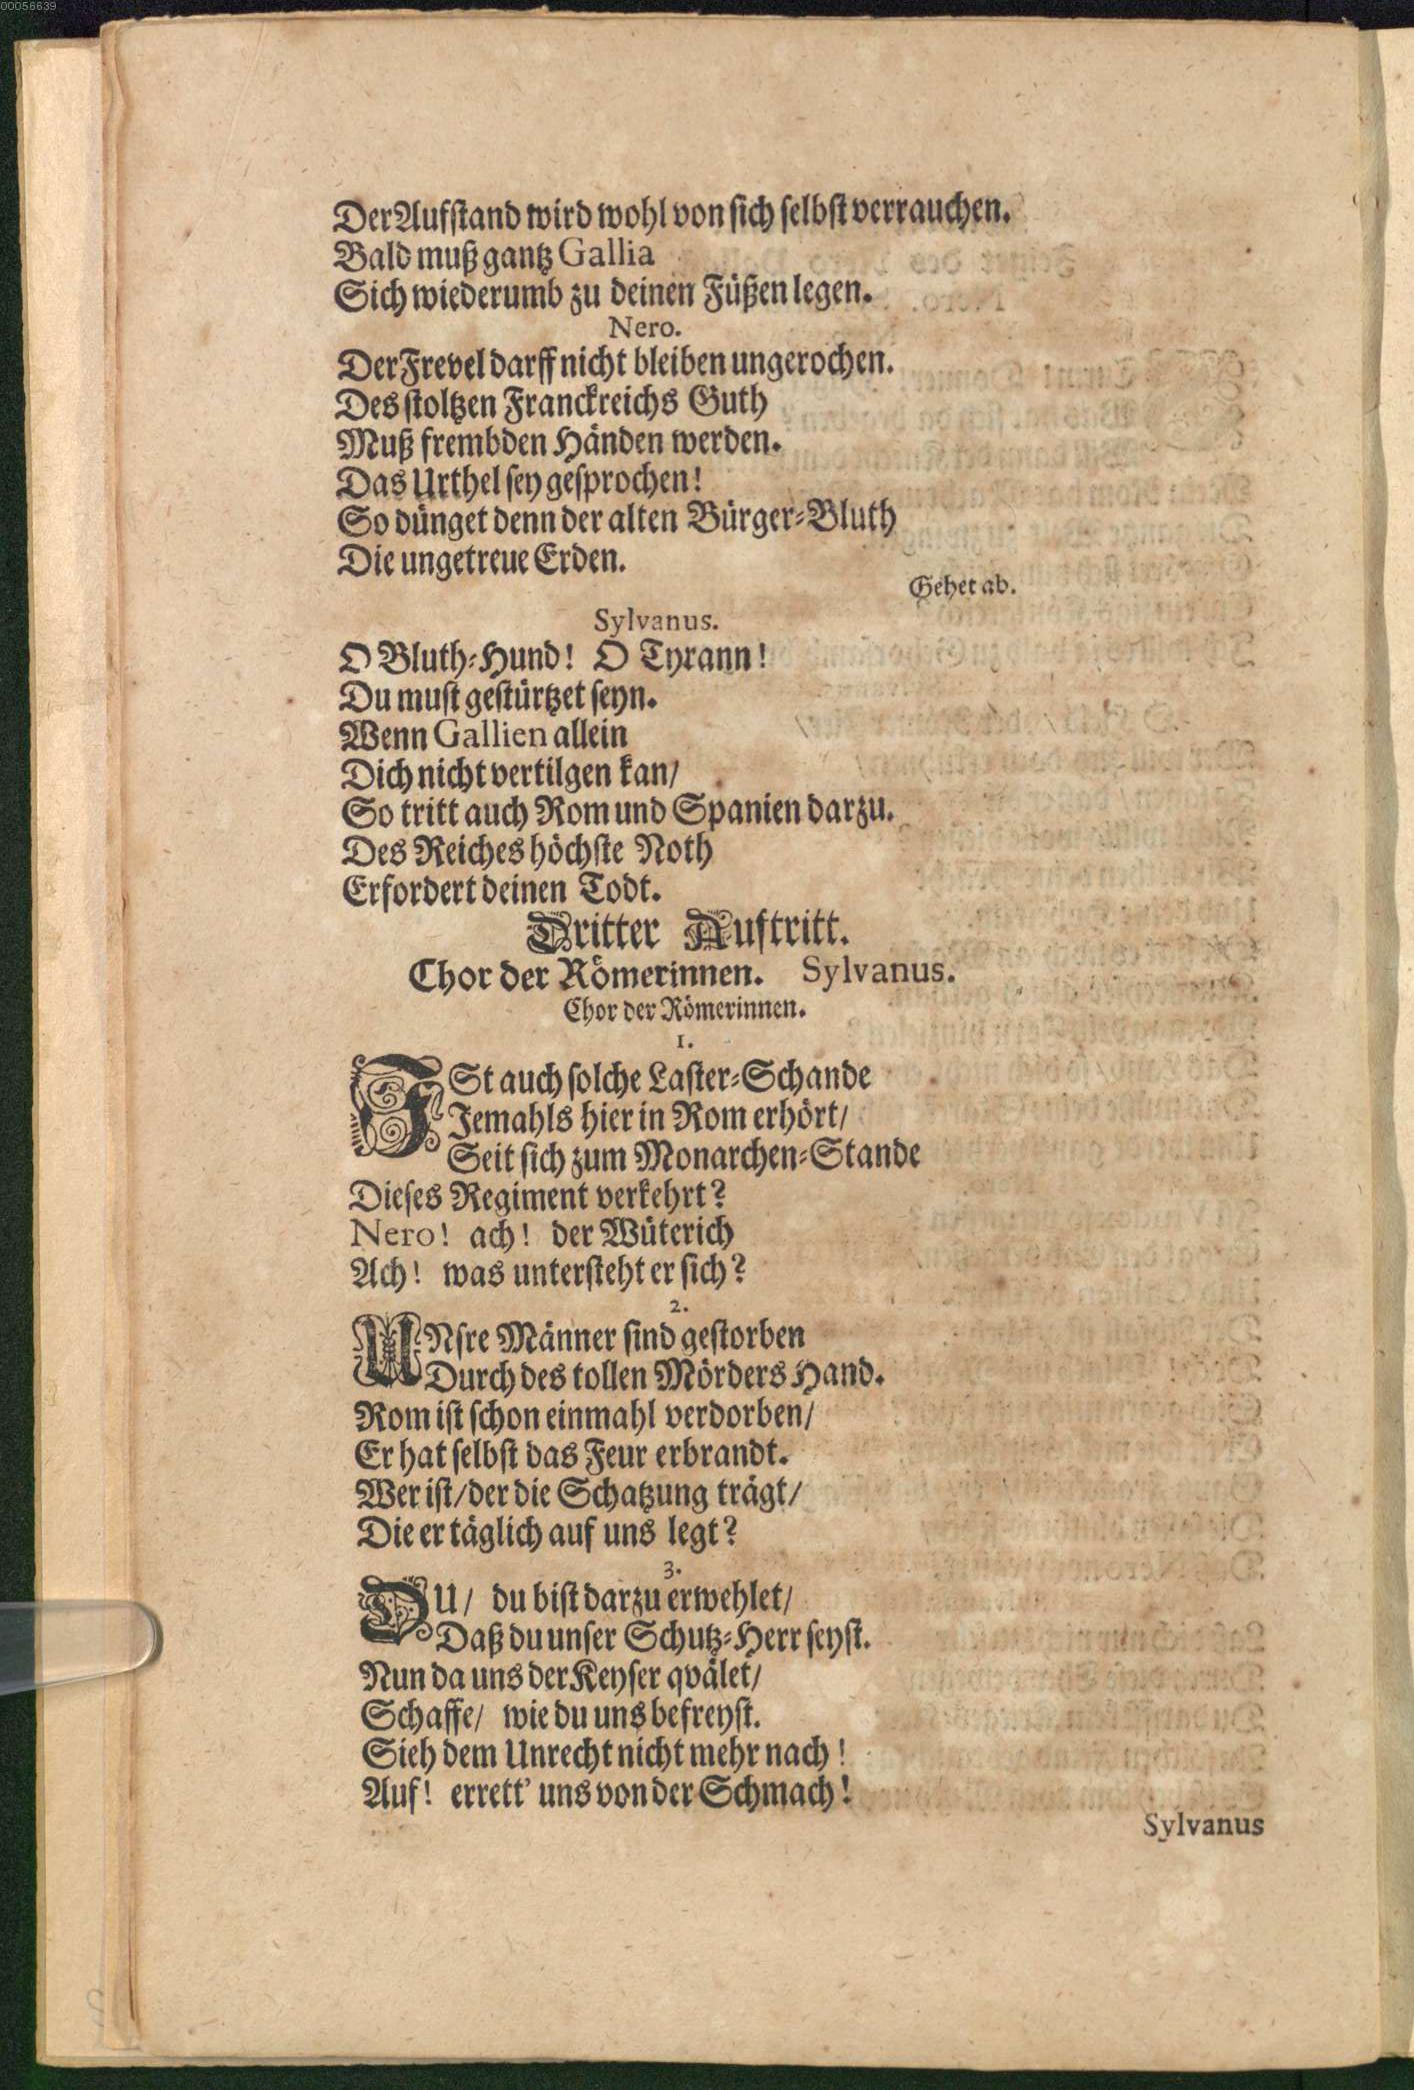 00056639
Der Aufstand wird wohl von sich selbst verrauchen.
Bald muß gantz Gallia
Sich wiederumb zu deinen Füßen legen.
Nero.
Der Frevel darff nicht bleiben ungerochen.
Des stoltzen Franckreichs Guth
Muß frembden Händen werden.
Das Urthel sey gesprochen!
So dünget denn der alten Bürger-Bluth
Die ungetreue Erden.
Gehet ab.
Sylvanus.
O Bluth-Hund! O Tyrann!
Du must gestürtzet seyn.
Wenn Gallien allein
Dich nicht vertilgen kan/
So tritt auch Rom und Spanien darzu.
Des Reiches höchste Noth
Erfordert deinen Todt.
Dritter Auftritt.
Chor der Römerinnen. Sylvanus.
Chor der Römerinnen.
1.
ISt auch solche Laster-Schande
Jemahls hier in Rom erhört/
Seit sich zum Monarchen-Stande
Dieses Regiment verkehrt?
Nero! ach! der Wüterich
Ach! was untersteht er sich?
2.
UNsre Männer sind gestorben
Durch des tollen Mörders Hand.
Rom ist schon einmahl verdorben/
Er hat selbst das Feur erbrandt.
Wer ist/ der die Schatzung trägt/
Die er täglich auf uns legt?
3.
DU/ du bist darzu erwehlet/
Daß du unser Schutz-Herr seyst.
Nun da uns der Keyser qvälet/
Schaffe/ wie du uns befreyst.
Sieh dem Unrecht nicht mehr nach!
Auf! errett' uns von der Schmach!
Sylvanus